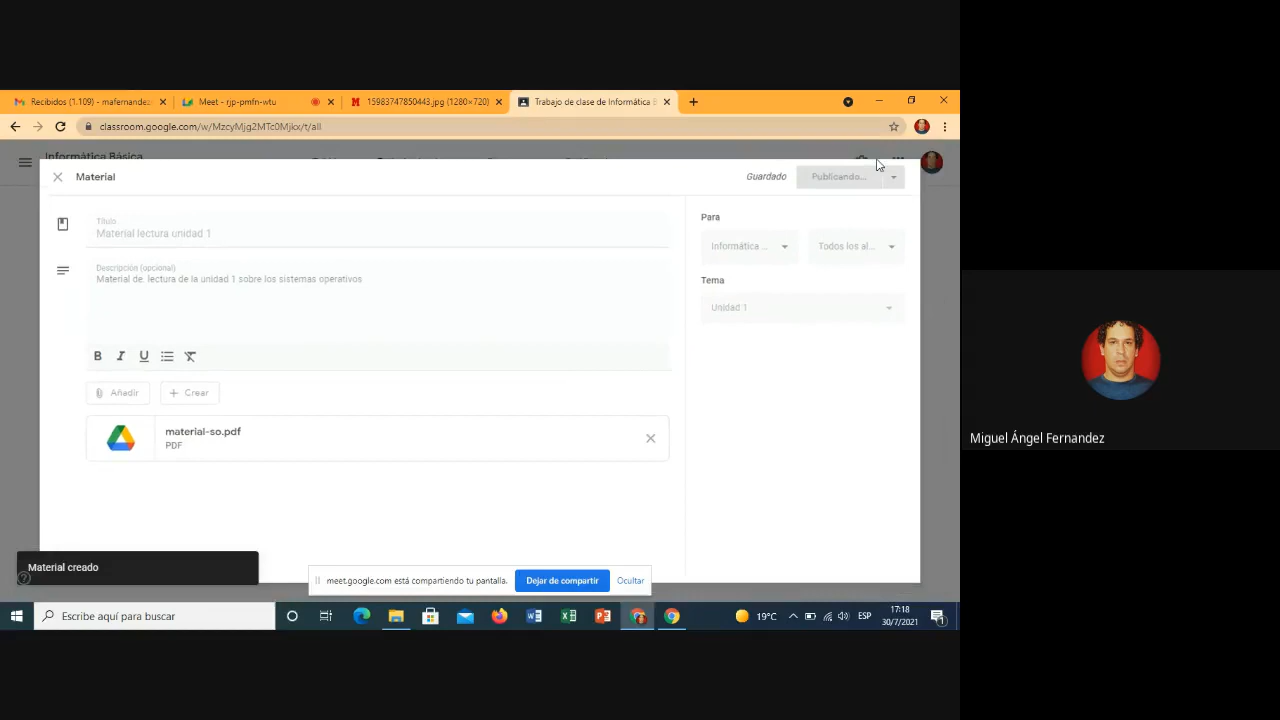 Recibidos (1.109) - mafernandez
Meet - rjp-pmfn-wtu
15983747850443.jpg (1280×720)
Trabajo de clase de Informática B
classroom.google.com/w/MzcyMjg2MTc0Mjkx/t/all
Informática Básica
Material
Guardado
Publicando...
Título
Material lectura unidad 1
Descripción (opcional)
Material de lectura de la unidad 1 sobre los sistemas operativos
B I U
Añadir
Crear
material-so.pdf
PDF
Para
Informática ...
Todos los al...
Tema
Unidad 1
Miguel Ángel Fernandez
Material creado
meet.google.com está compartiendo tu pantalla.
Dejar de compartir
Ocultar
Escribe aquí para buscar
19°C
ESP
17:18
30/7/2021
1